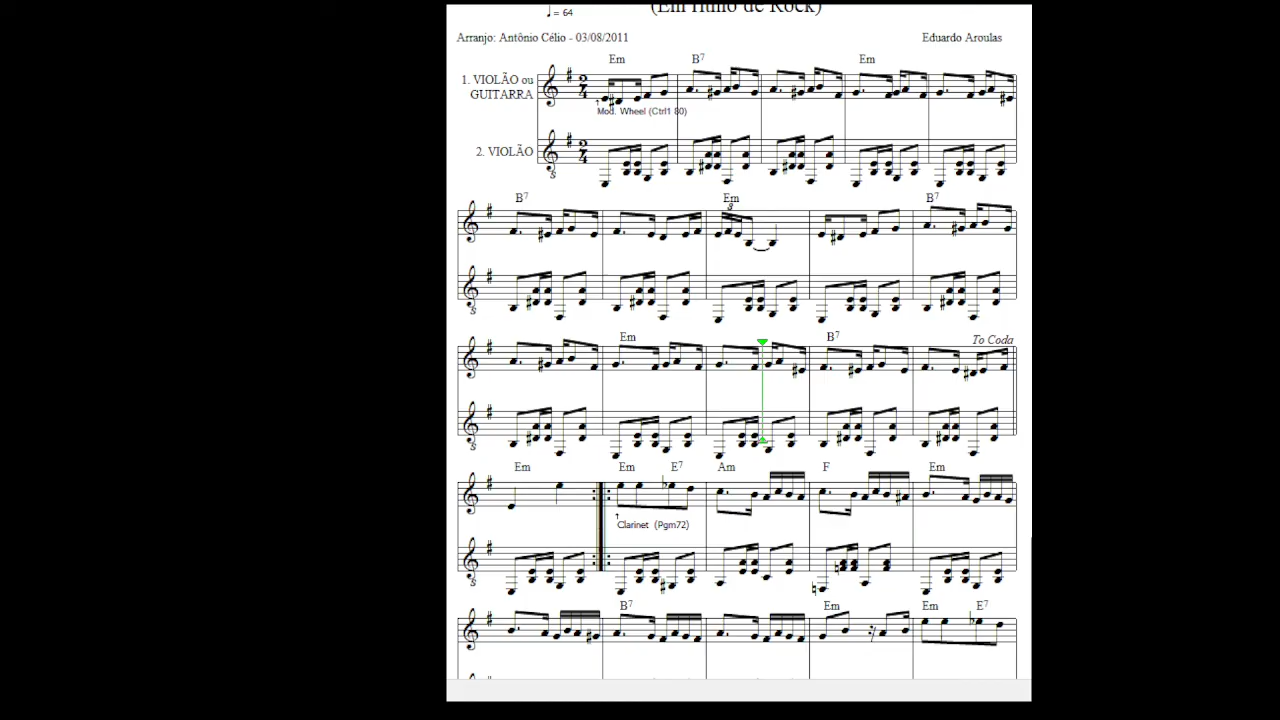 (Em ritmo de Rock)
♩ = 64
Arranjo: Antônio Célio - 03/08/2011 Eduardo Aroulas
Em B7 Em
1. VIOLÃO ou
GUITARRA
Mod. Wheel (Ctrl1 80)
2. VIOLÃO
B7 Em B7
3
Em B7 To Coda
Em Em E7 Am F Em
Clarinet (Pgm72)
B7 Em Em E7